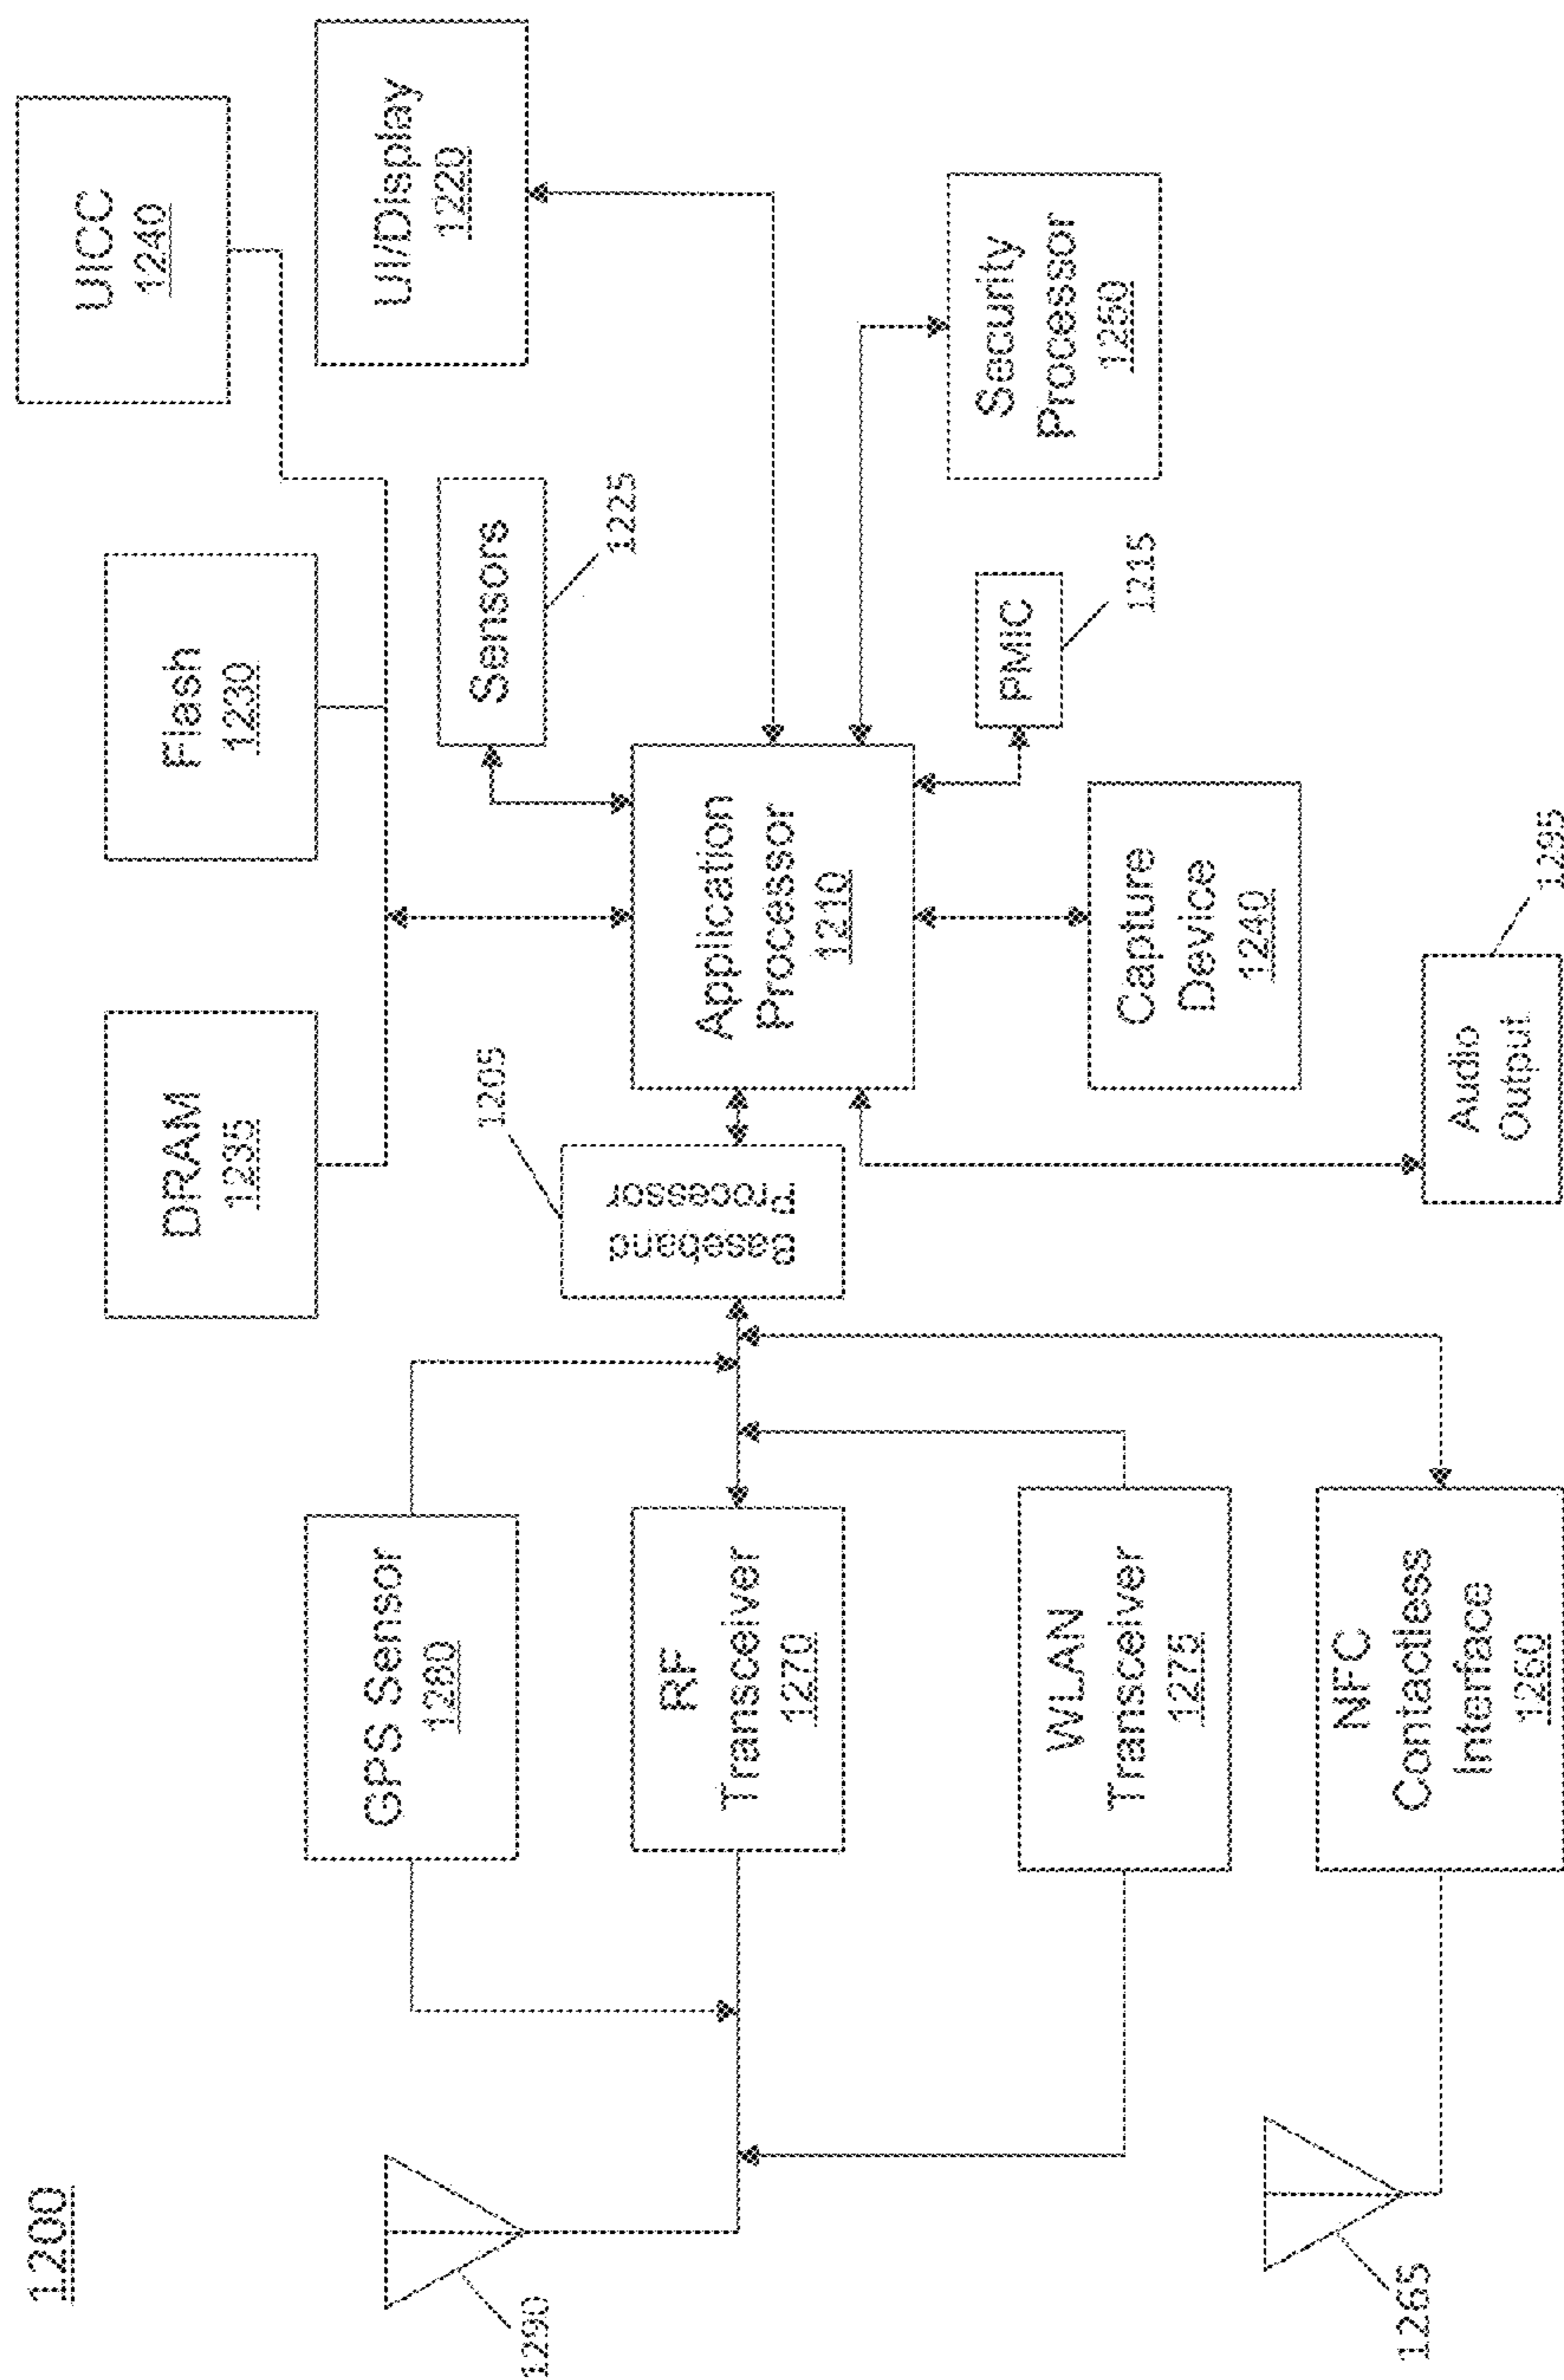 1200
UICC
1240
Flash
1230
DRAM
1235
UI/Display
1220
Sensors
1225
GPS Sensor
1280
1290
1205
Baseband
Processor
Application
Processor
1210
RF
Transceiver
1270
Security
Processor
1250
PMIC
1215
Capture
Device
1240
WLAN
Transceiver
1275
Audio
Output
1295
NFC
Contactless
Interface
1260
1265